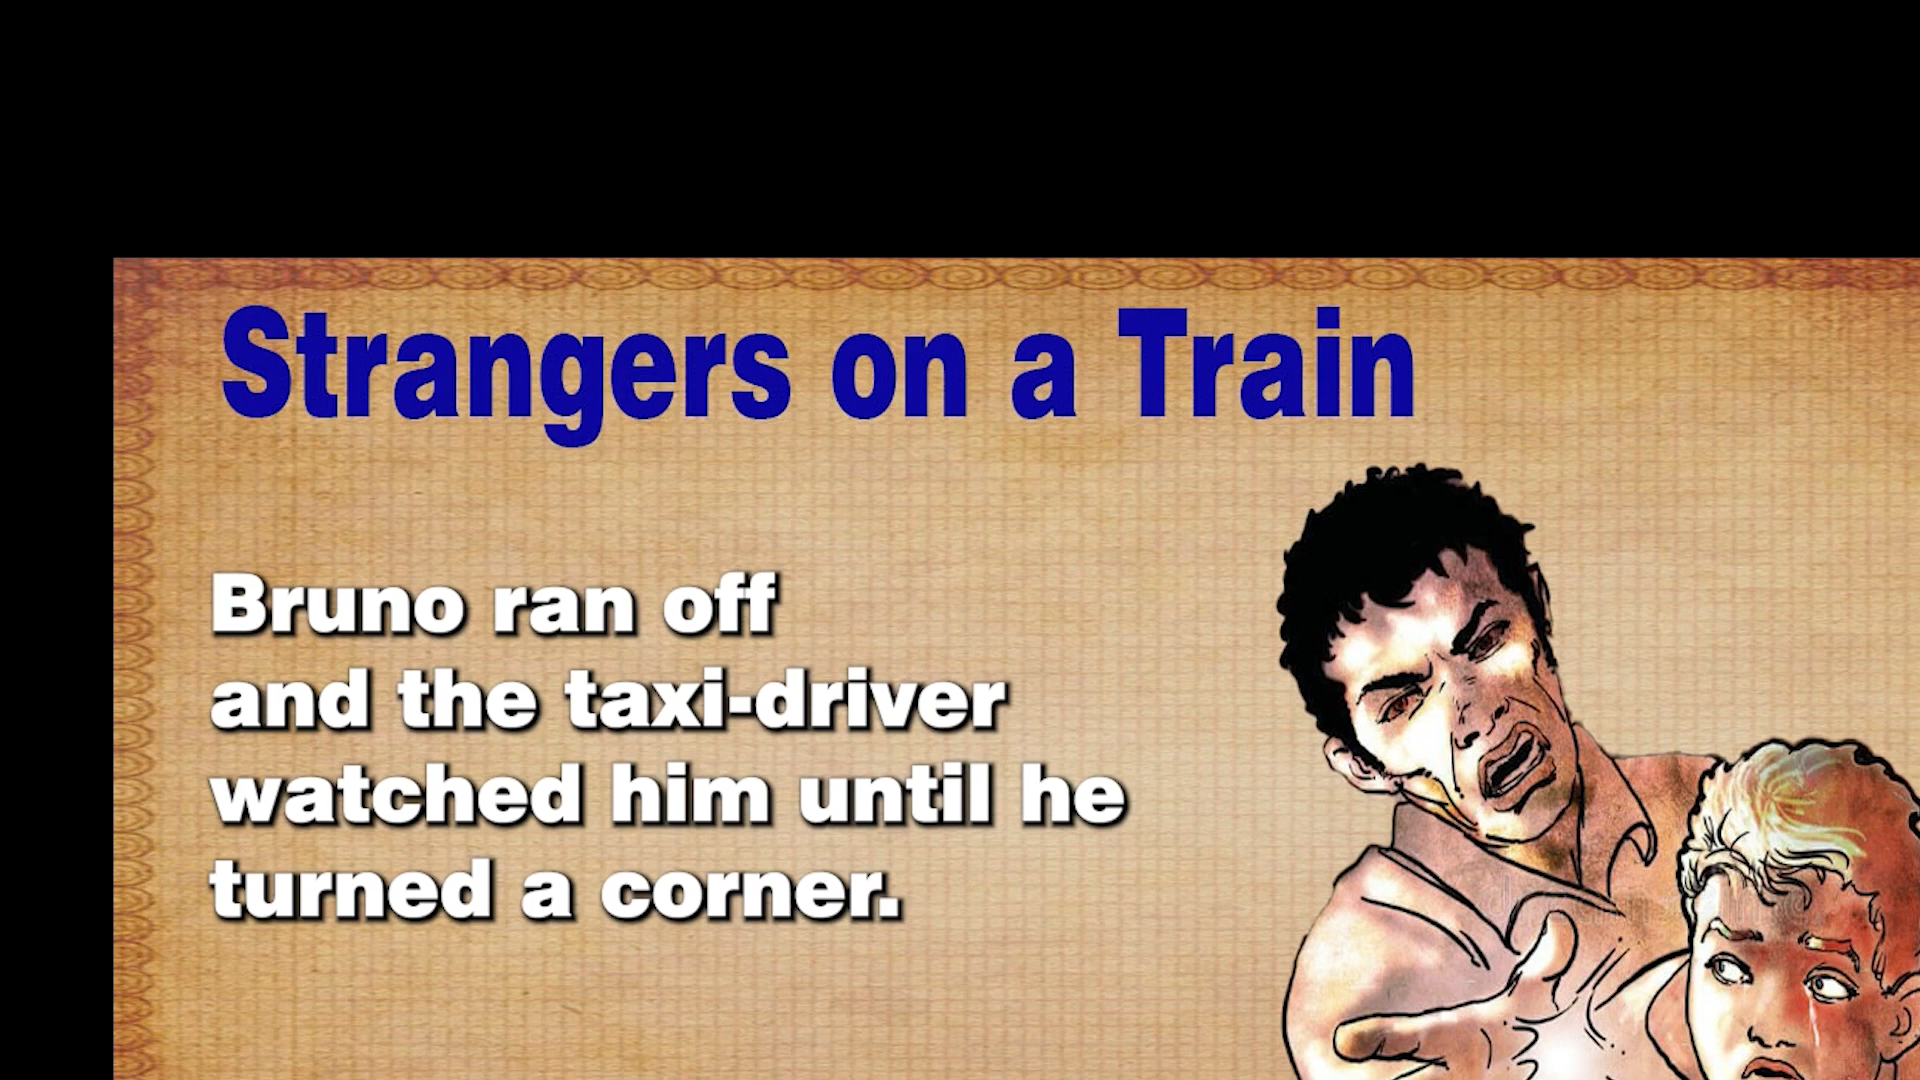 Strangers on a Train
Bruno ran off
and the taxi-driver
watched him until he
turned a corner.